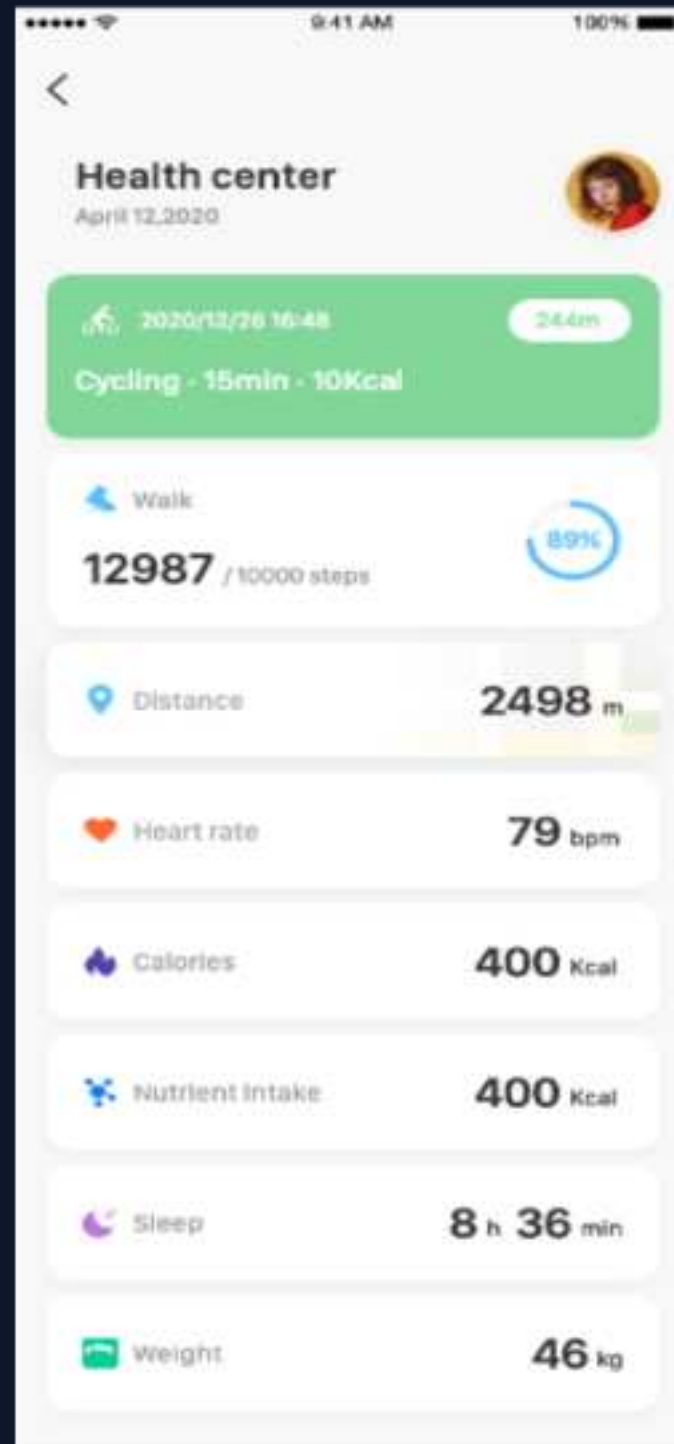 9:41 AM 100%
Health center
April 12,2020
2020/12/26 16:48 244m
Cycling - 15min - 10Kcal
Walk
12987 / 10000 steps
89%
Distance 2498 m
Heart rate 79 bpm
Calories 400 Kcal
Nutrient Intake 400 Kcal
Sleep 8 h 36 min
Weight 46 kg